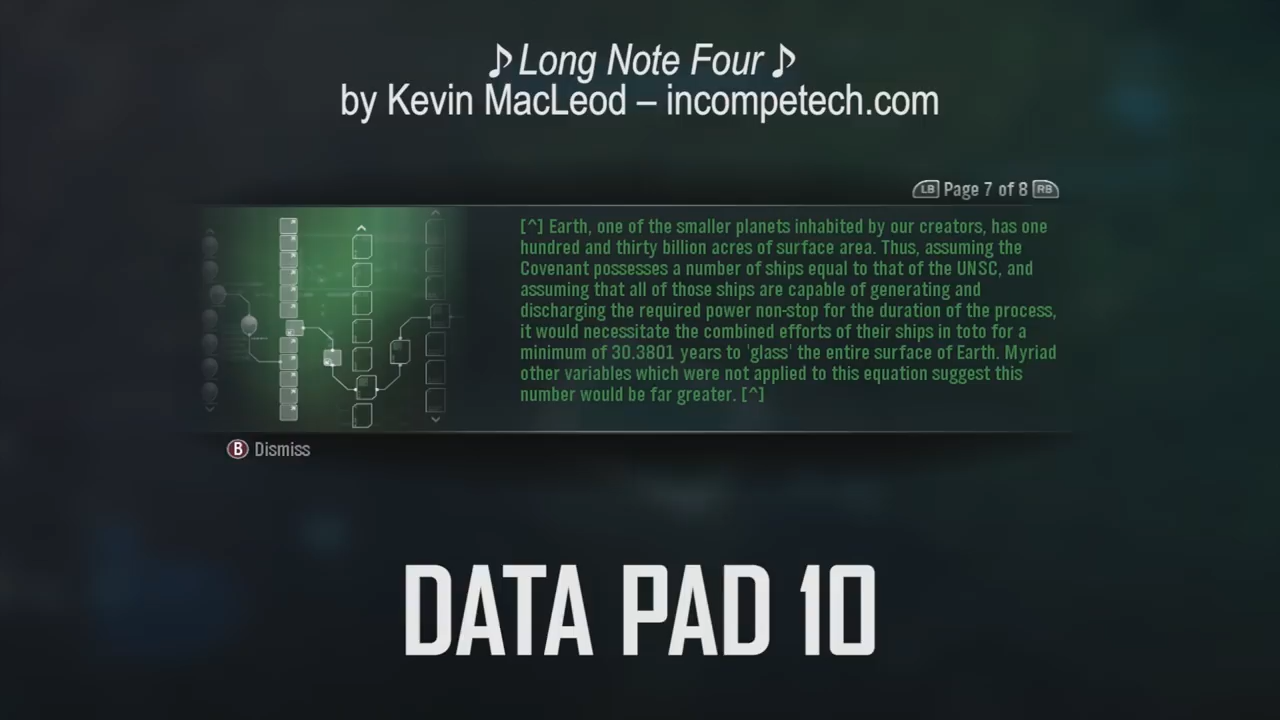 ♪ Long Note Four ♪
by Kevin MacLeod – incompetech.com
LB Page 7 of 8 RB
[^] Earth, one of the smaller planets inhabited by our creators, has one
hundred and thirty billion acres of surface area. Thus, assuming the
Covenant possesses a number of ships equal to that of the UNSC, and
assuming that all of those ships are capable of generating and
discharging the required power non-stop for the duration of the process,
it would necessitate the combined efforts of their ships in toto for a
minimum of 30.3801 years to 'glass' the entire surface of Earth. Myriad
other variables which were not applied to this equation suggest this
number would be far greater. [^]
B Dismiss
DATA PAD 10